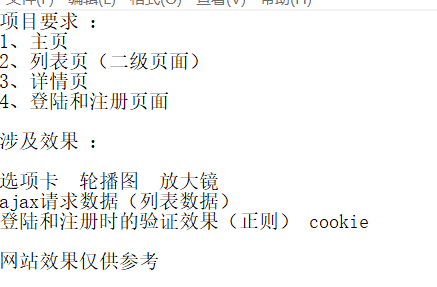 文件(F) 编辑(E) 格式(O) 查看(V) 帮助(H)
项目要求 ：
1、主页
2、列表页（二级页面）
3、详情页
4、登陆和注册页面
涉及效果 ：
选项卡 轮播图 放大镜
ajax请求数据（列表数据）
登陆和注册时的验证效果（正则） cookie
网站效果仅供参考